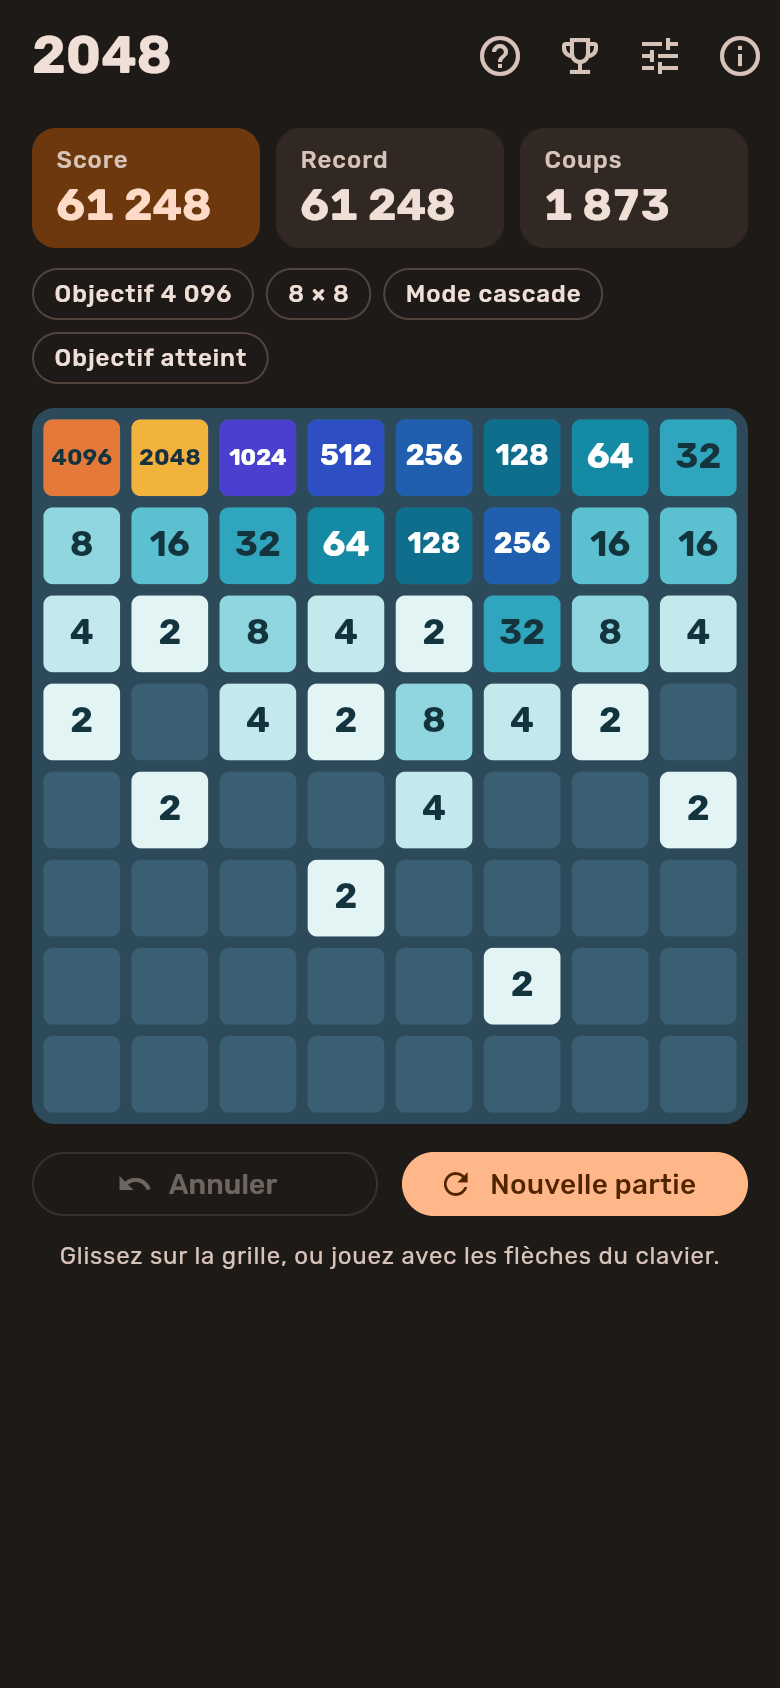 2048
Score
61 248
Record
61 248
Coups
1 873
Objectif 4 096
8 × 8
Mode cascade
Objectif atteint
4096 2048 1024 512 256 128 64 32
8 16 32 64 128 256 16 16
4 2 8 4 2 32 8 4
2 4 2 8 4 2
2 4 2
2
2
Annuler
Nouvelle partie
Glissez sur la grille, ou jouez avec les flèches du clavier.